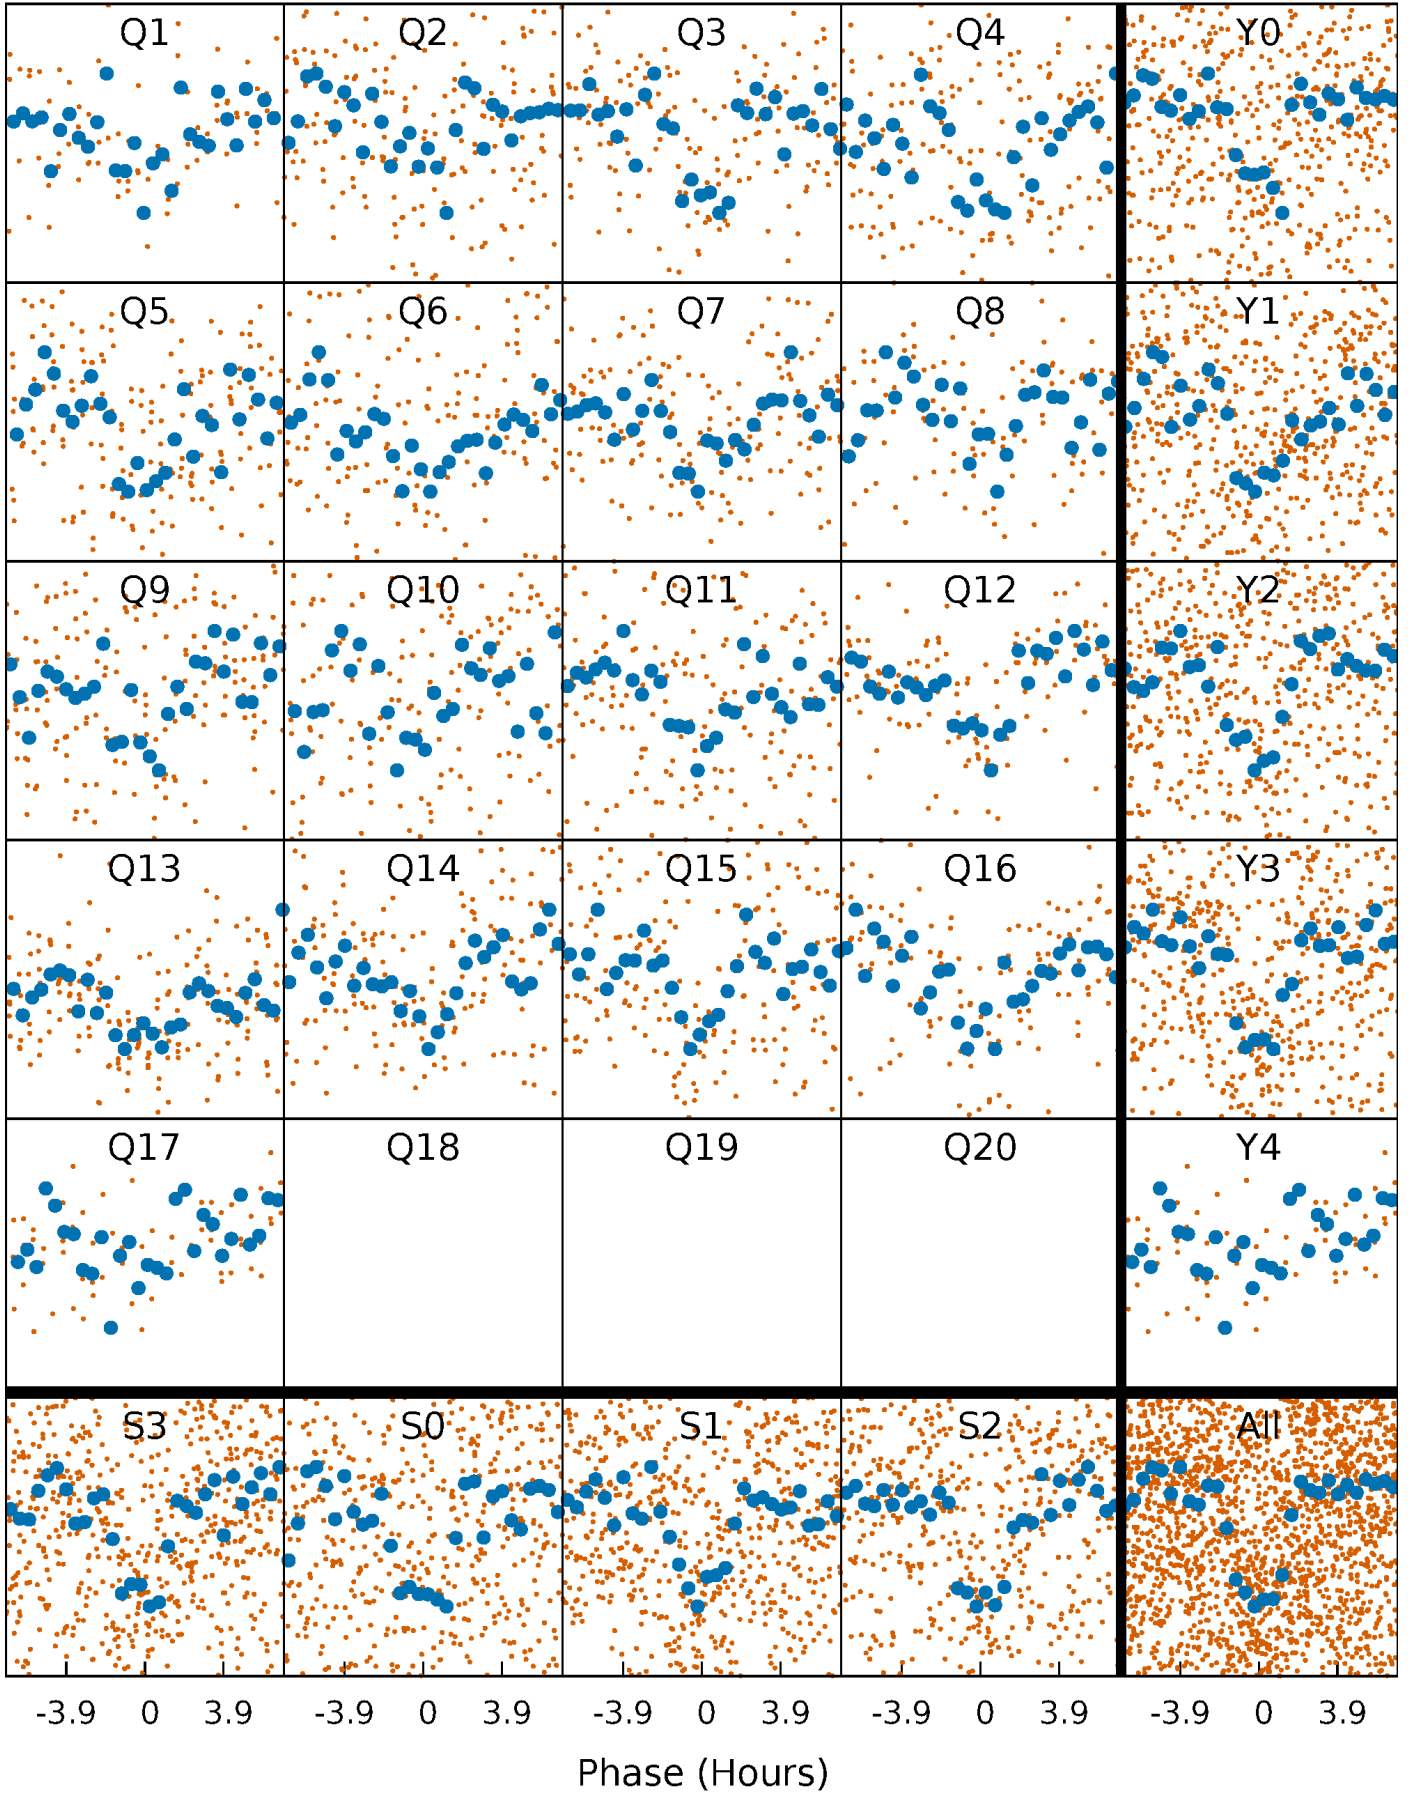 Q1 Q2 Q3 Q4 Y0
Q5 Q6 Q7 Q8 Y1
Q9 Q10 Q11 Q12 Y2
Q13 Q14 Q15 Q16 Y3
Q17 Q18 Q19 Q20 Y4
S3 S0 S1 S2 All
-3.9 0 3.9 -3.9 0 3.9 -3.9 0 3.9 -3.9 0 3.9 -3.9 0 3.9
Phase (Hours)